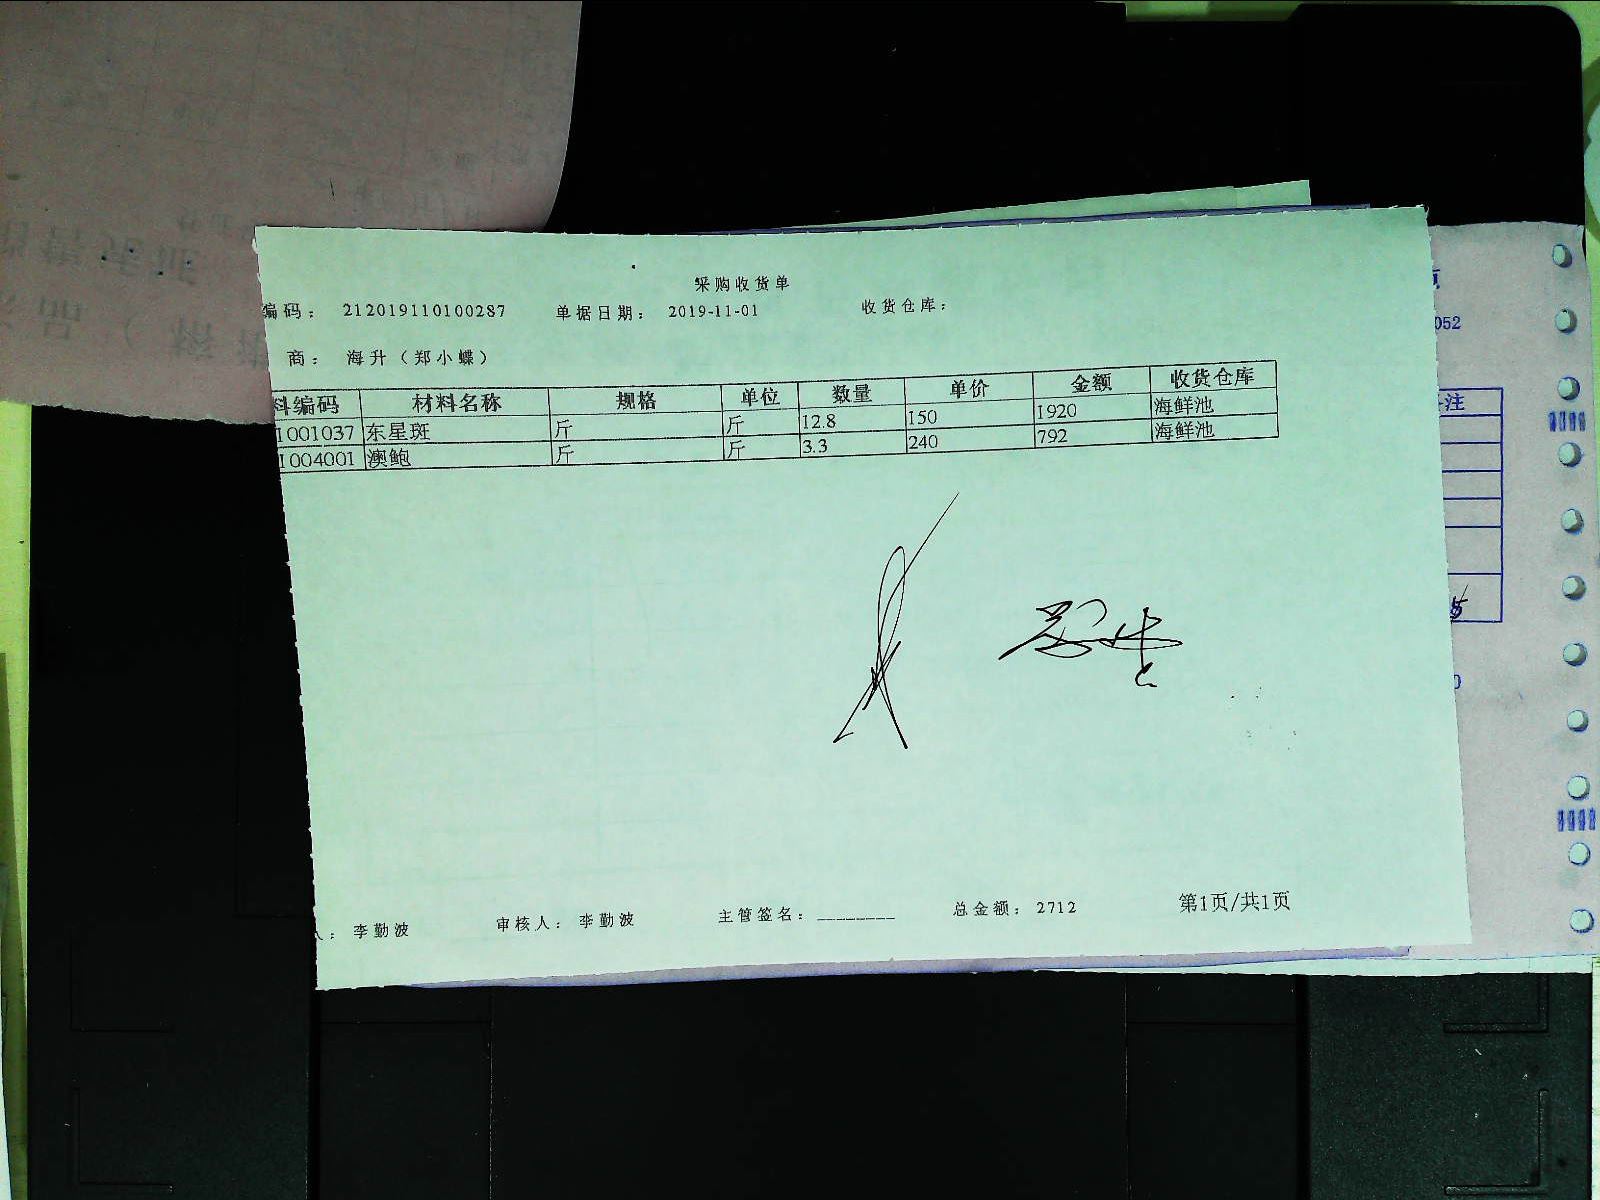 采购收货单
编码： 212019110100287 单据日期： 2019-11-01 收货仓库：
商： 海升（郑小蝶）
料编码 材料名称 规格 单位 数量 单价 金额 收货仓库
1001037 东星斑 斤 斤 12.8 150 1920 海鲜池
1004001 澳鲍 斤 斤 3.3 240 792 海鲜池
人： 李勤波 审核人： 李勤波 主管签名：________ 总金额： 2712 第1页/共1页
052
注